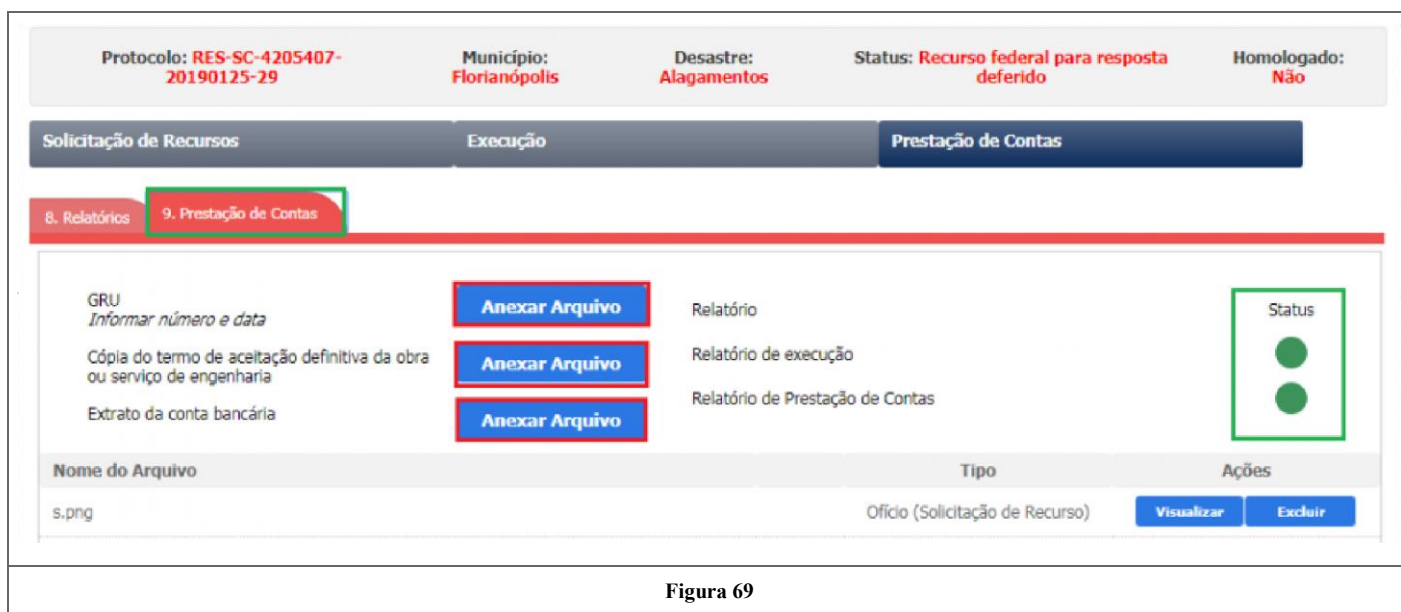 Protocolo: RES-SC-4205407-
20190125-29
Município:
Florianópolis
Desastre:
Alagamentos
Status: Recurso federal para resposta
deferido
Homologado:
Não
Solicitação de Recursos
Execução
Prestação de Contas
8. Relatórios
9. Prestação de Contas
GRU
Informar número e data
Anexar Arquivo
Cópia do termo de aceitação definitiva da obra
ou serviço de engenharia
Anexar Arquivo
Extrato da conta bancária
Anexar Arquivo
Relatório
Status
Relatório de execução
Relatório de Prestação de Contas
Nome do Arquivo
Tipo
Ações
s.png
Ofício (Solicitação de Recurso)
Visualizar
Excluir
Figura 69